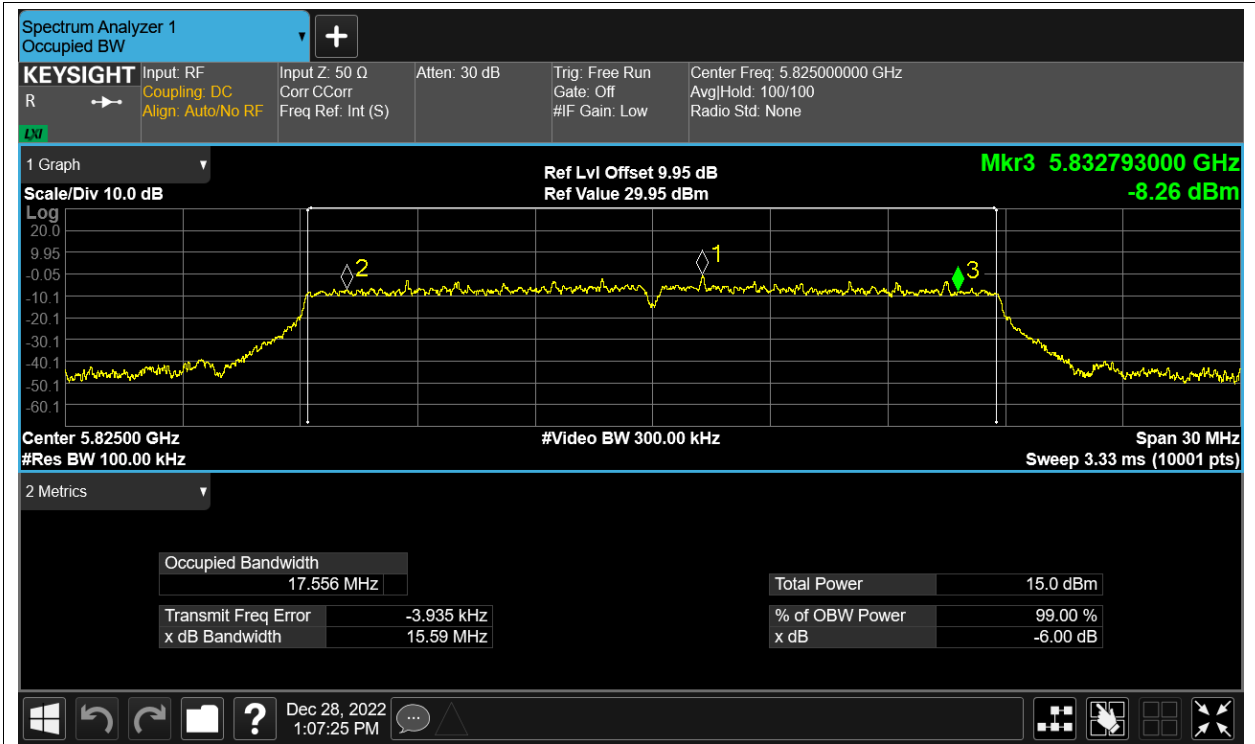 Spectrum Analyzer 1
Occupied BW
▼
+
KEYSIGHT
R
LXI
Input: RF
Coupling: DC
Align: Auto/No RF
Input Z: 50 Ω
Corr CCorr
Freq Ref: Int (S)
Atten: 30 dB
Trig: Free Run
Gate: Off
#IF Gain: Low
Center Freq: 5.825000000 GHz
Avg|Hold: 100/100
Radio Std: None
1 Graph ▼
Scale/Div 10.0 dB
Ref Lvl Offset 9.95 dB
Ref Value 29.95 dBm
Mkr3 5.832793000 GHz
-8.26 dBm
Log
20.0
9.95
-0.05
-10.1
-20.1
-30.1
-40.1
-50.1
-60.1
2
1
3
Center 5.82500 GHz
#Res BW 100.00 kHz
#Video BW 300.00 kHz
Span 30 MHz
Sweep 3.33 ms (10001 pts)
2 Metrics ▼
Occupied Bandwidth
17.556 MHz
Transmit Freq Error -3.935 kHz
x dB Bandwidth 15.59 MHz
Total Power 15.0 dBm
% of OBW Power 99.00 %
x dB -6.00 dB
?
Dec 28, 2022
1:07:25 PM